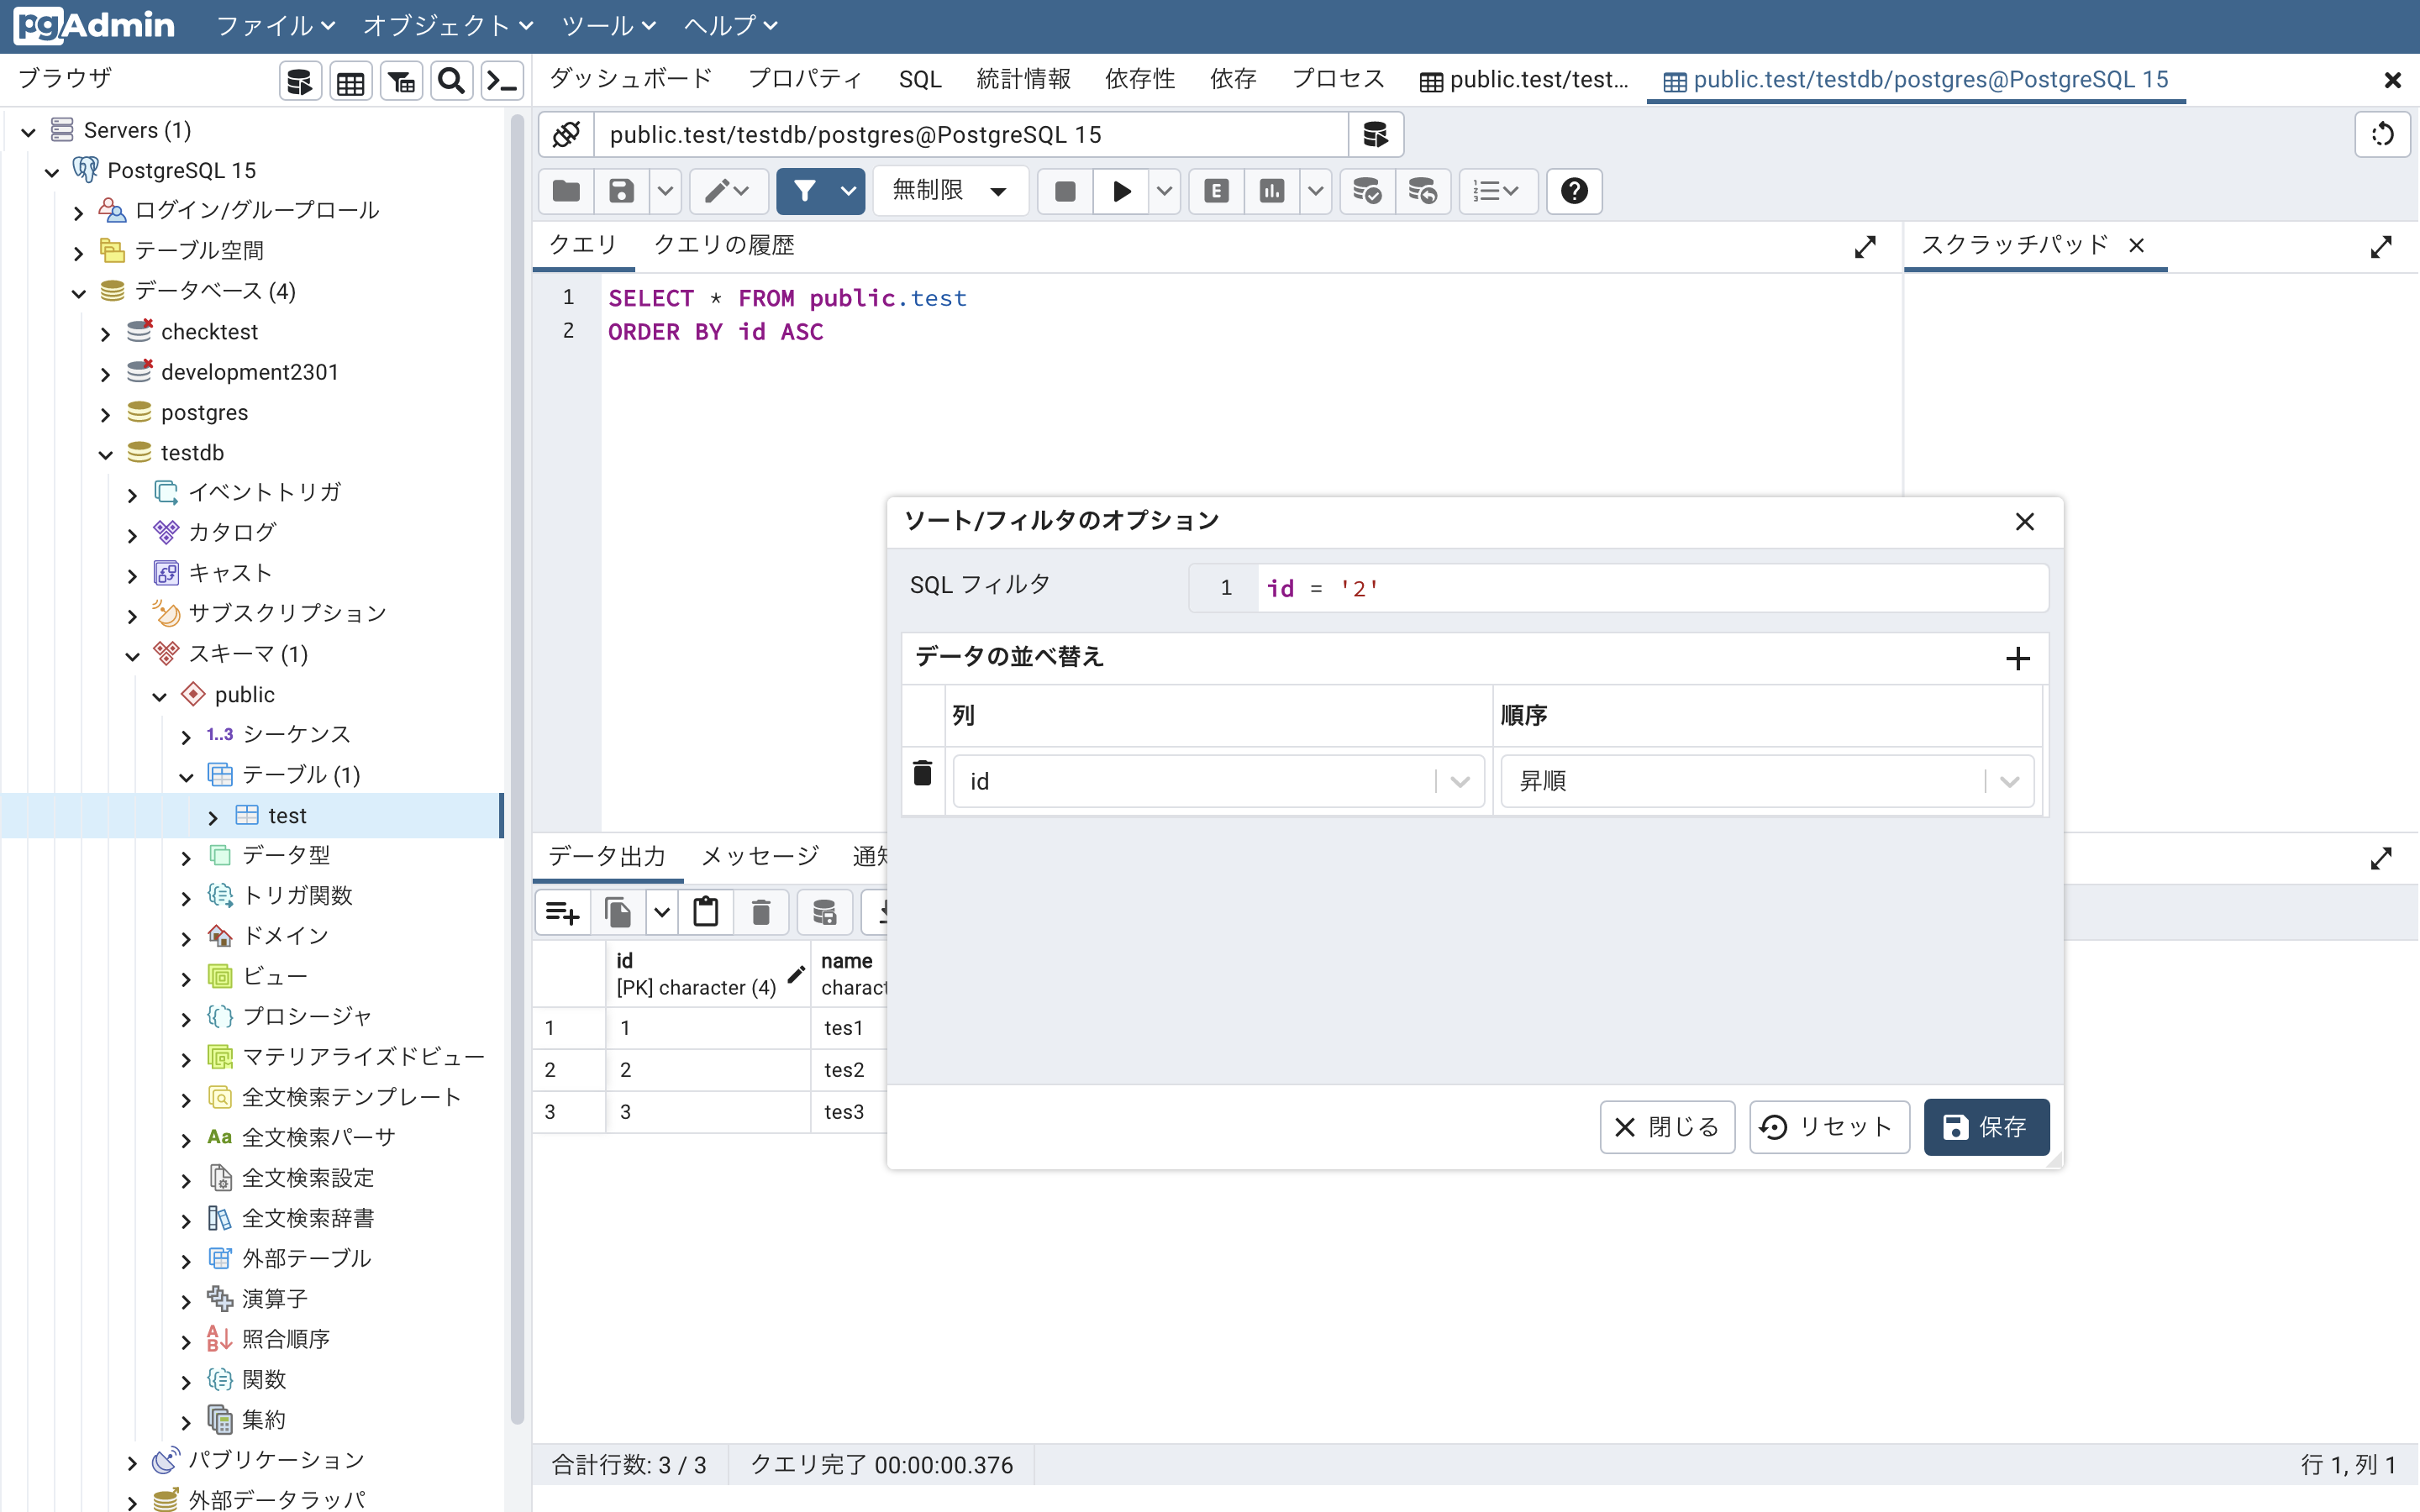 pgAdmin ファイル オブジェクト ツール ヘルプ
ブラウザ
ダッシュボード プロパティ SQL 統計情報 依存性 依存 プロセス public.test/test... public.test/testdb/postgres@PostgreSQL 15
Servers (1)
PostgreSQL 15
ログイン/グループロール
テーブル空間
データベース (4)
checktest
development2301
postgres
testdb
イベントトリガ
カタログ
キャスト
サブスクリプション
スキーマ (1)
public
1..3 シーケンス
テーブル (1)
test
データ型
トリガ関数
ドメイン
ビュー
プロシージャ
マテリアライズドビュー
全文検索テンプレート
Aa 全文検索パーサ
全文検索設定
全文検索辞書
外部テーブル
演算子
照合順序
関数
集約
パブリケーション
外部データラッパ
public.test/testdb/postgres@PostgreSQL 15
無制限 E
クエリ クエリの履歴
スクラッチパッド
1 SELECT * FROM public.test
2 ORDER BY id ASC
ソート/フィルタのオプション
SQL フィルタ
1 id = '2'
データの並べ替え
列 順序
id 昇順
閉じる リセット 保存
データ出力 メッセージ 通知
id name
[PK] character (4) charact
1 1 tes1
2 2 tes2
3 3 tes3
合計行数: 3 / 3 クエリ完了 00:00:00.376 行 1, 列 1